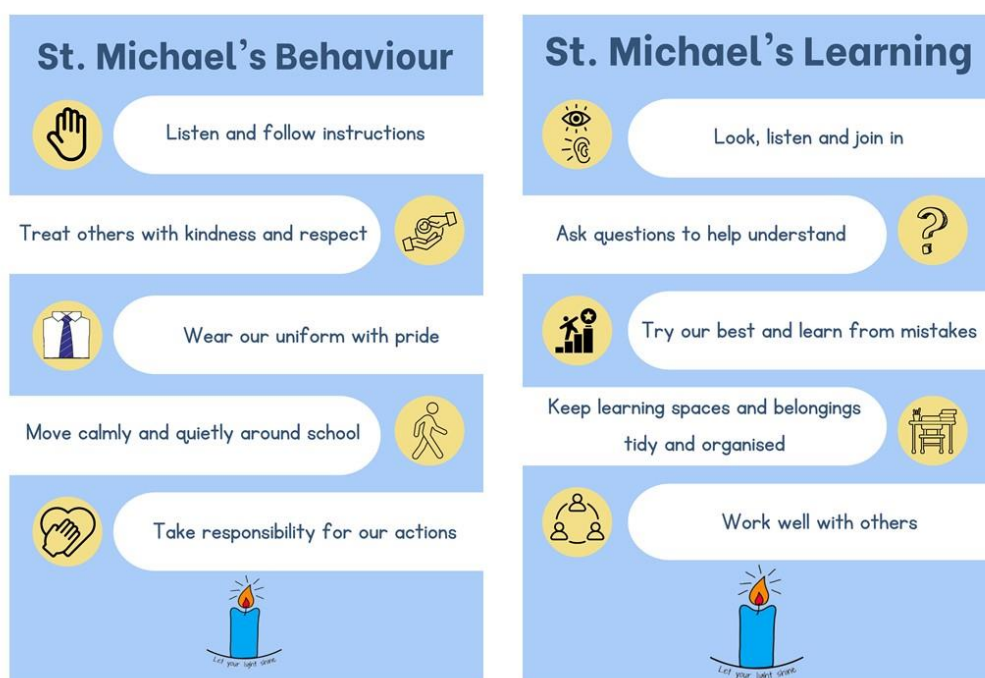 St. Michael's Behaviour
Listen and follow instructions
Treat others with kindness and respect
Wear our uniform with pride
Move calmly and quietly around school
Take responsibility for our actions
Let your light shine
St. Michael's Learning
Look, listen and join in
Ask questions to help understand
Try our best and learn from mistakes
Keep learning spaces and belongings
tidy and organised
Work well with others
Let your light shine